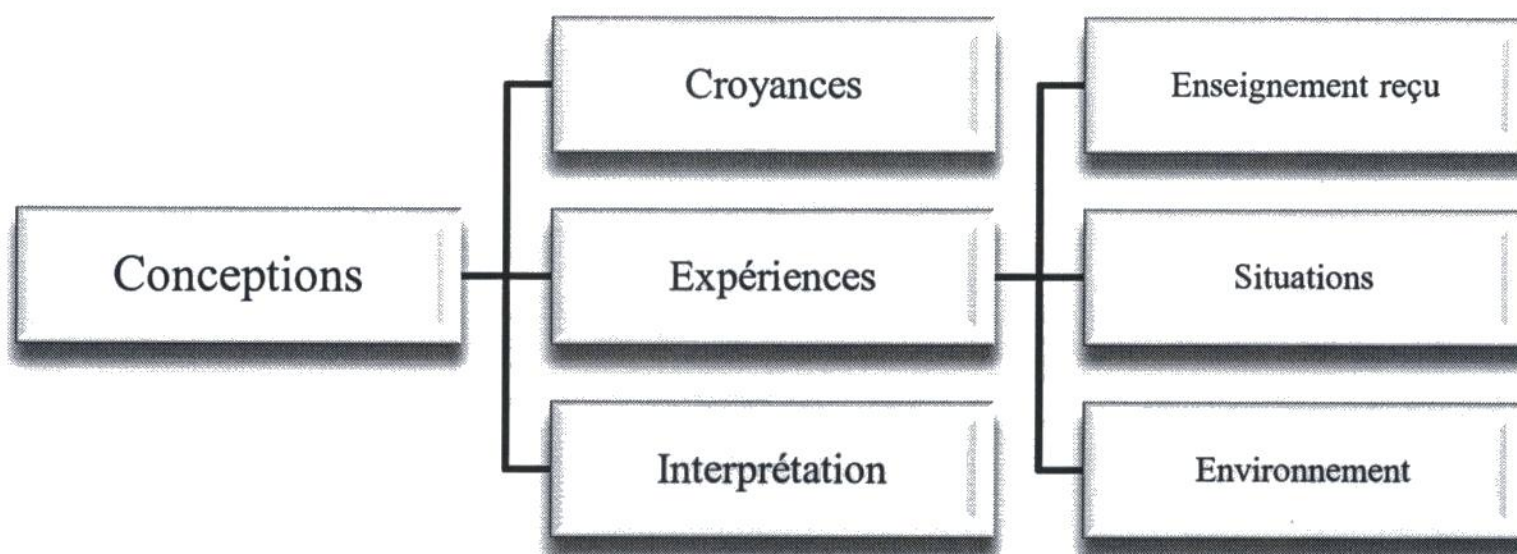 Conceptions
Croyances
Expériences
Interprétation
Enseignement reçu
Situations
Environnement